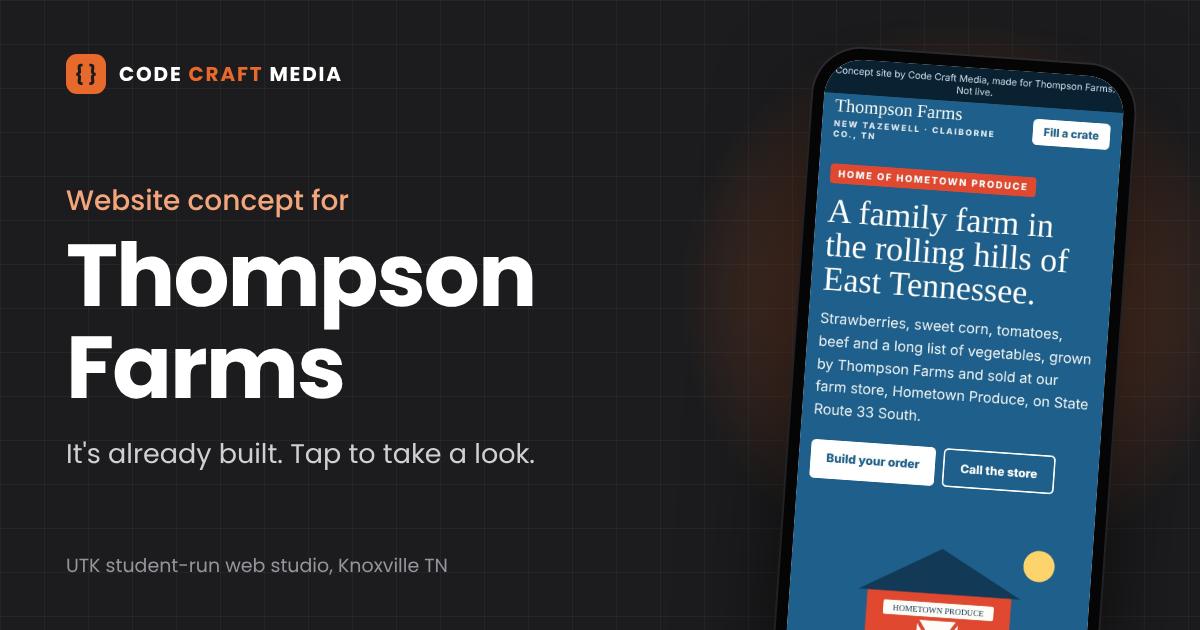 { } CODE CRAFT MEDIA
Website concept for
Thompson
Farms
It's already built. Tap to take a look.
UTK student-run web studio, Knoxville TN
Concept site by Code Craft Media, made for Thompson Farms.
Not live.
Thompson Farms
NEW TAZEWELL · CLAIBORNE
CO., TN
Fill a crate
HOME OF HOMETOWN PRODUCE
A family farm in
the rolling hills of
East Tennessee.
Strawberries, sweet corn, tomatoes,
beef and a long list of vegetables, grown
by Thompson Farms and sold at our
farm store, Hometown Produce, on State
Route 33 South.
Build your order
Call the store
HOMETOWN PRODUCE